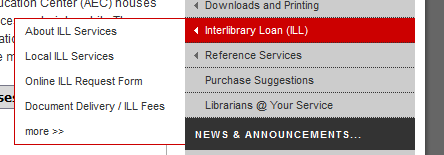 ucation Center (AEC) houses
Downloads and Printing
Interlibrary Loan (ILL)
About ILL Services
Local ILL Services
Reference Services
Online ILL Request Form
Purchase Suggestions
Document Delivery / ILL Fees
Librarians @ Your Service
more >>
NEWS & ANNOUNCEMENTS...